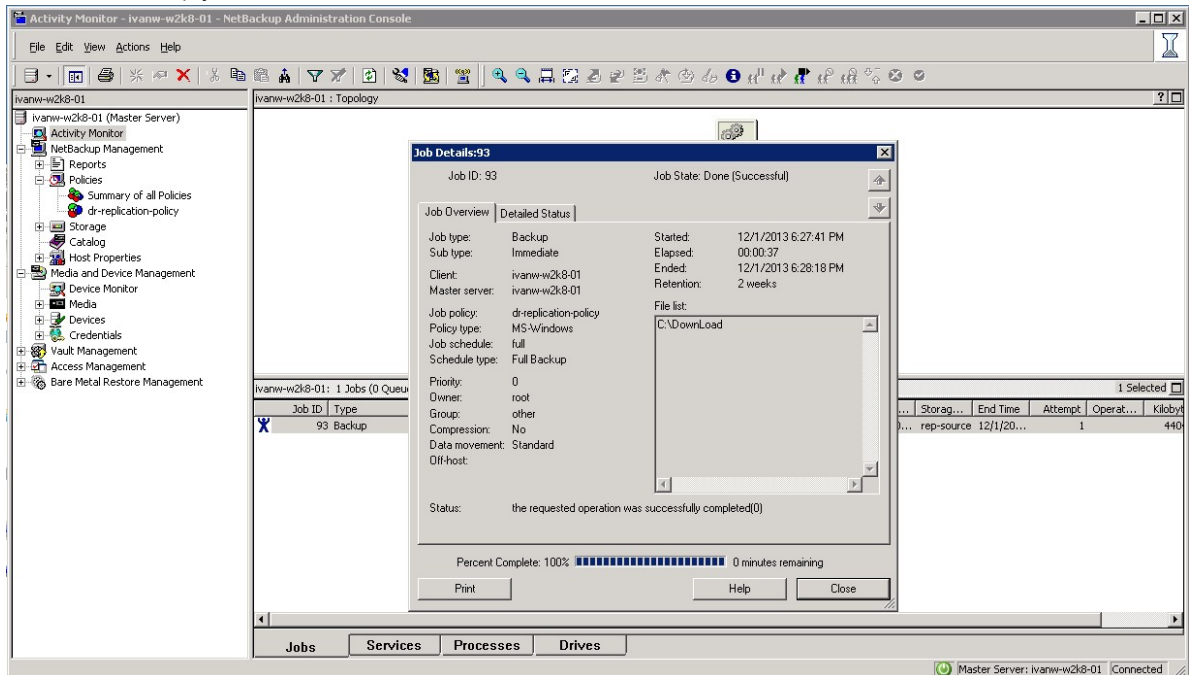 Activity Monitor - ivanw-w2k8-01 - NetBackup Administration Console
File Edit View Actions Help
ivanw-w2k8-01
ivanw-w2k8-01 : Topology
ivanw-w2k8-01 (Master Server)
Activity Monitor
NetBackup Management
Reports
Policies
Summary of all Policies
dr-replication-policy
Storage
Catalog
Host Properties
Media and Device Management
Device Monitor
Media
Devices
Credentials
Vault Management
Access Management
Bare Metal Restore Management
Job Details:93
Job ID: 93 Job State: Done (Successful)
Job Overview Detailed Status
Job type: Backup
Sub type: Immediate
Client: ivanw-w2k8-01
Master server: ivanw-w2k8-01
Job policy: dr-replication-policy
Policy type: MS-Windows
Job schedule: full
Schedule type: Full Backup
Priority: 0
Owner: root
Group: other
Compression: No
Data movement: Standard
Off-host:
Started: 12/1/2013 6:27:41 PM
Elapsed: 00:00:37
Ended: 12/1/2013 6:28:18 PM
Retention: 2 weeks
File list:
C:\DownLoad
Status: the requested operation was successfully completed(0)
Percent Complete: 100% 0 minutes remaining
Print Help Close
ivanw-w2k8-01: 1 Jobs (0 Queu 1 Selected
Job ID Type ... Storag... End Time Attempt Operat... Kilobyt
93 Backup 0... rep-source 12/1/20... 1 440
Jobs Services Processes Drives
Master Server: ivanw-w2k8-01 Connected